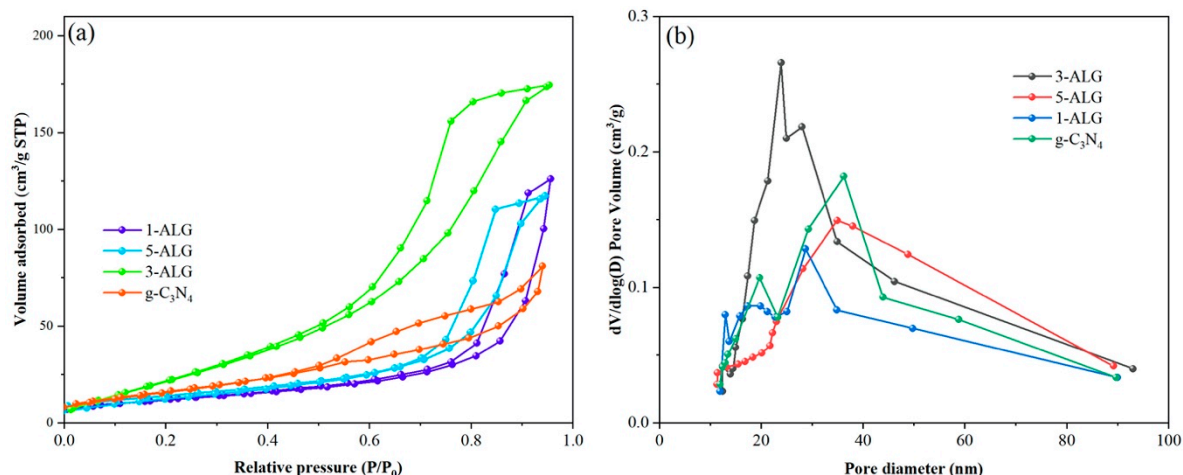 (a)
200
150
100
50
0
0.0 0.2 0.4 0.6 0.8 1.0
Volume adsorbed (cm³/g STP)
Relative pressure (P/P₀)
1-ALG
5-ALG
3-ALG
g-C₃N₄
(b)
0.3
0.2
0.1
0.0
0 20 40 60 80 100
dV/dlog(D) Pore Volume (cm³/g)
Pore diameter (nm)
3-ALG
5-ALG
1-ALG
g-C₃N₄